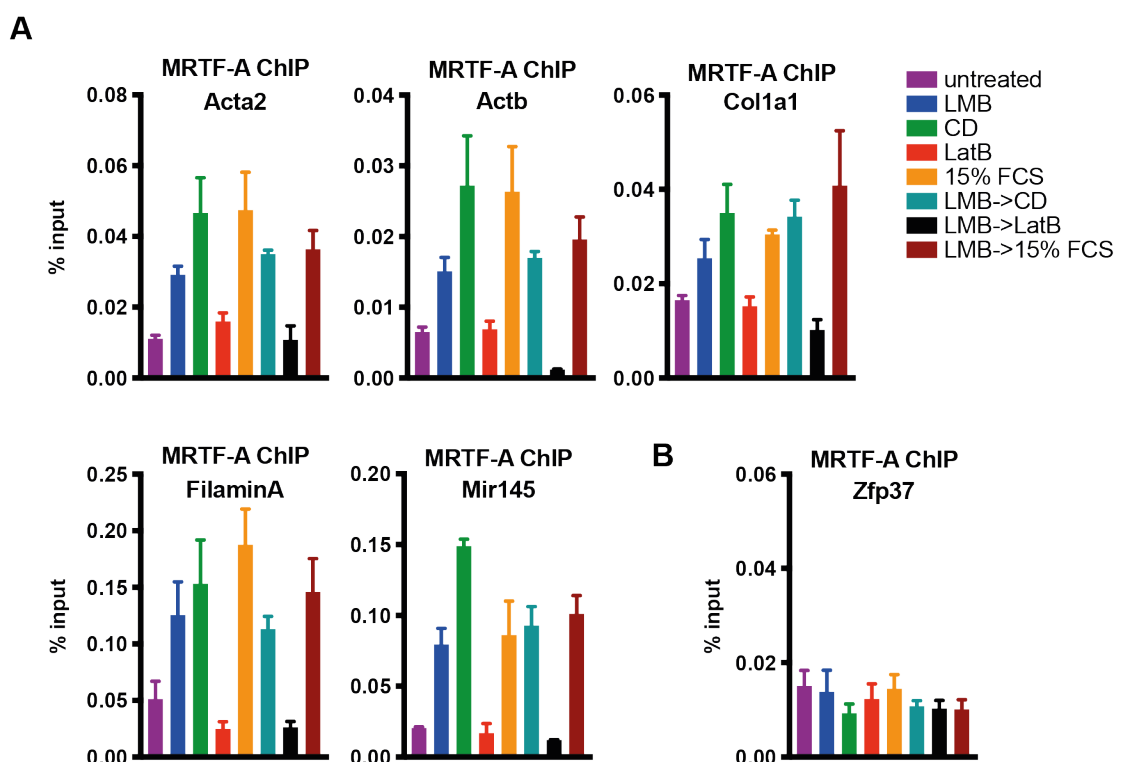 A
MRTF-A ChIP
Acta2
% input
0.08
0.06
0.04
0.02
0.00
MRTF-A ChIP
Actb
0.04
0.03
0.02
0.01
0.00
MRTF-A ChIP
Col1a1
0.06
0.04
0.02
0.00
untreated
LMB
CD
LatB
15% FCS
LMB->CD
LMB->LatB
LMB->15% FCS
MRTF-A ChIP
FilaminA
% input
0.25
0.20
0.15
0.10
0.05
0.00
MRTF-A ChIP
Mir145
0.20
0.15
0.10
0.05
0.00
B
MRTF-A ChIP
Zfp37
% input
0.06
0.04
0.02
0.00